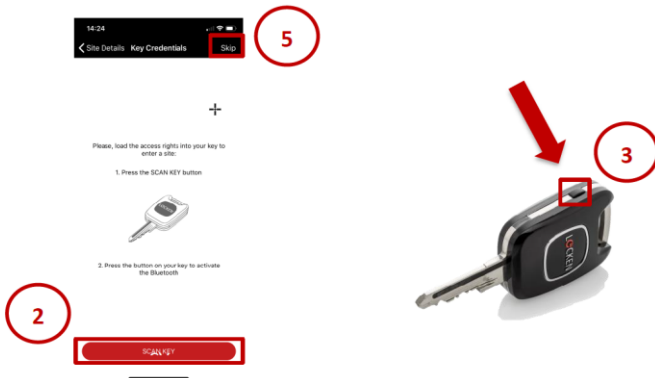 14:24
Site Details Key Credentials Skip
5
Please, load the access rights into your key to
enter a site:
1. Press the SCAN KEY button
LOCKEN
2. Press the button on your key to activate
the Bluetooth
2
SCAN KEY
3
LOCKEN